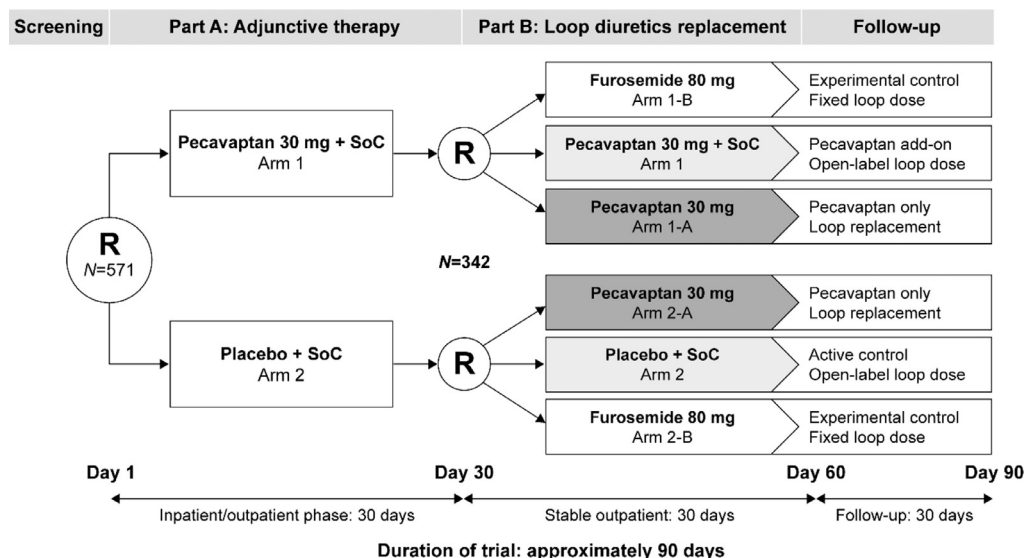 Screening
Part A: Adjunctive therapy
Part B: Loop diuretics replacement
Follow-up
R
N=571
Pecavaptan 30 mg + SoC
Arm 1
R
Furosemide 80 mg
Arm 1-B
Experimental control
Fixed loop dose
Pecavaptan 30 mg + SoC
Arm 1
Pecavaptan add-on
Open-label loop dose
Pecavaptan 30 mg
Arm 1-A
Pecavaptan only
Loop replacement
N=342
Placebo + SoC
Arm 2
R
Pecavaptan 30 mg
Arm 2-A
Pecavaptan only
Loop replacement
Placebo + SoC
Arm 2
Active control
Open-label loop dose
Furosemide 80 mg
Arm 2-B
Experimental control
Fixed loop dose
Day 1
Day 30
Day 60
Day 90
Inpatient/outpatient phase: 30 days
Stable outpatient: 30 days
Follow-up: 30 days
Duration of trial: approximately 90 days